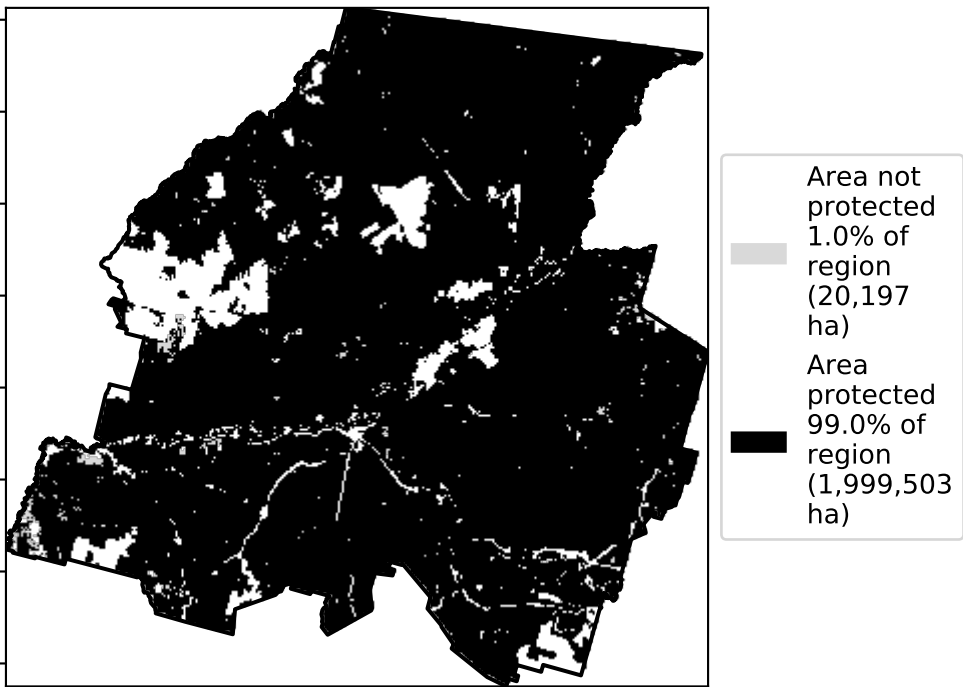 Area not
protected
1.0% of
region
(20,197
ha)
Area
protected
99.0% of
region
(1,999,503
ha)